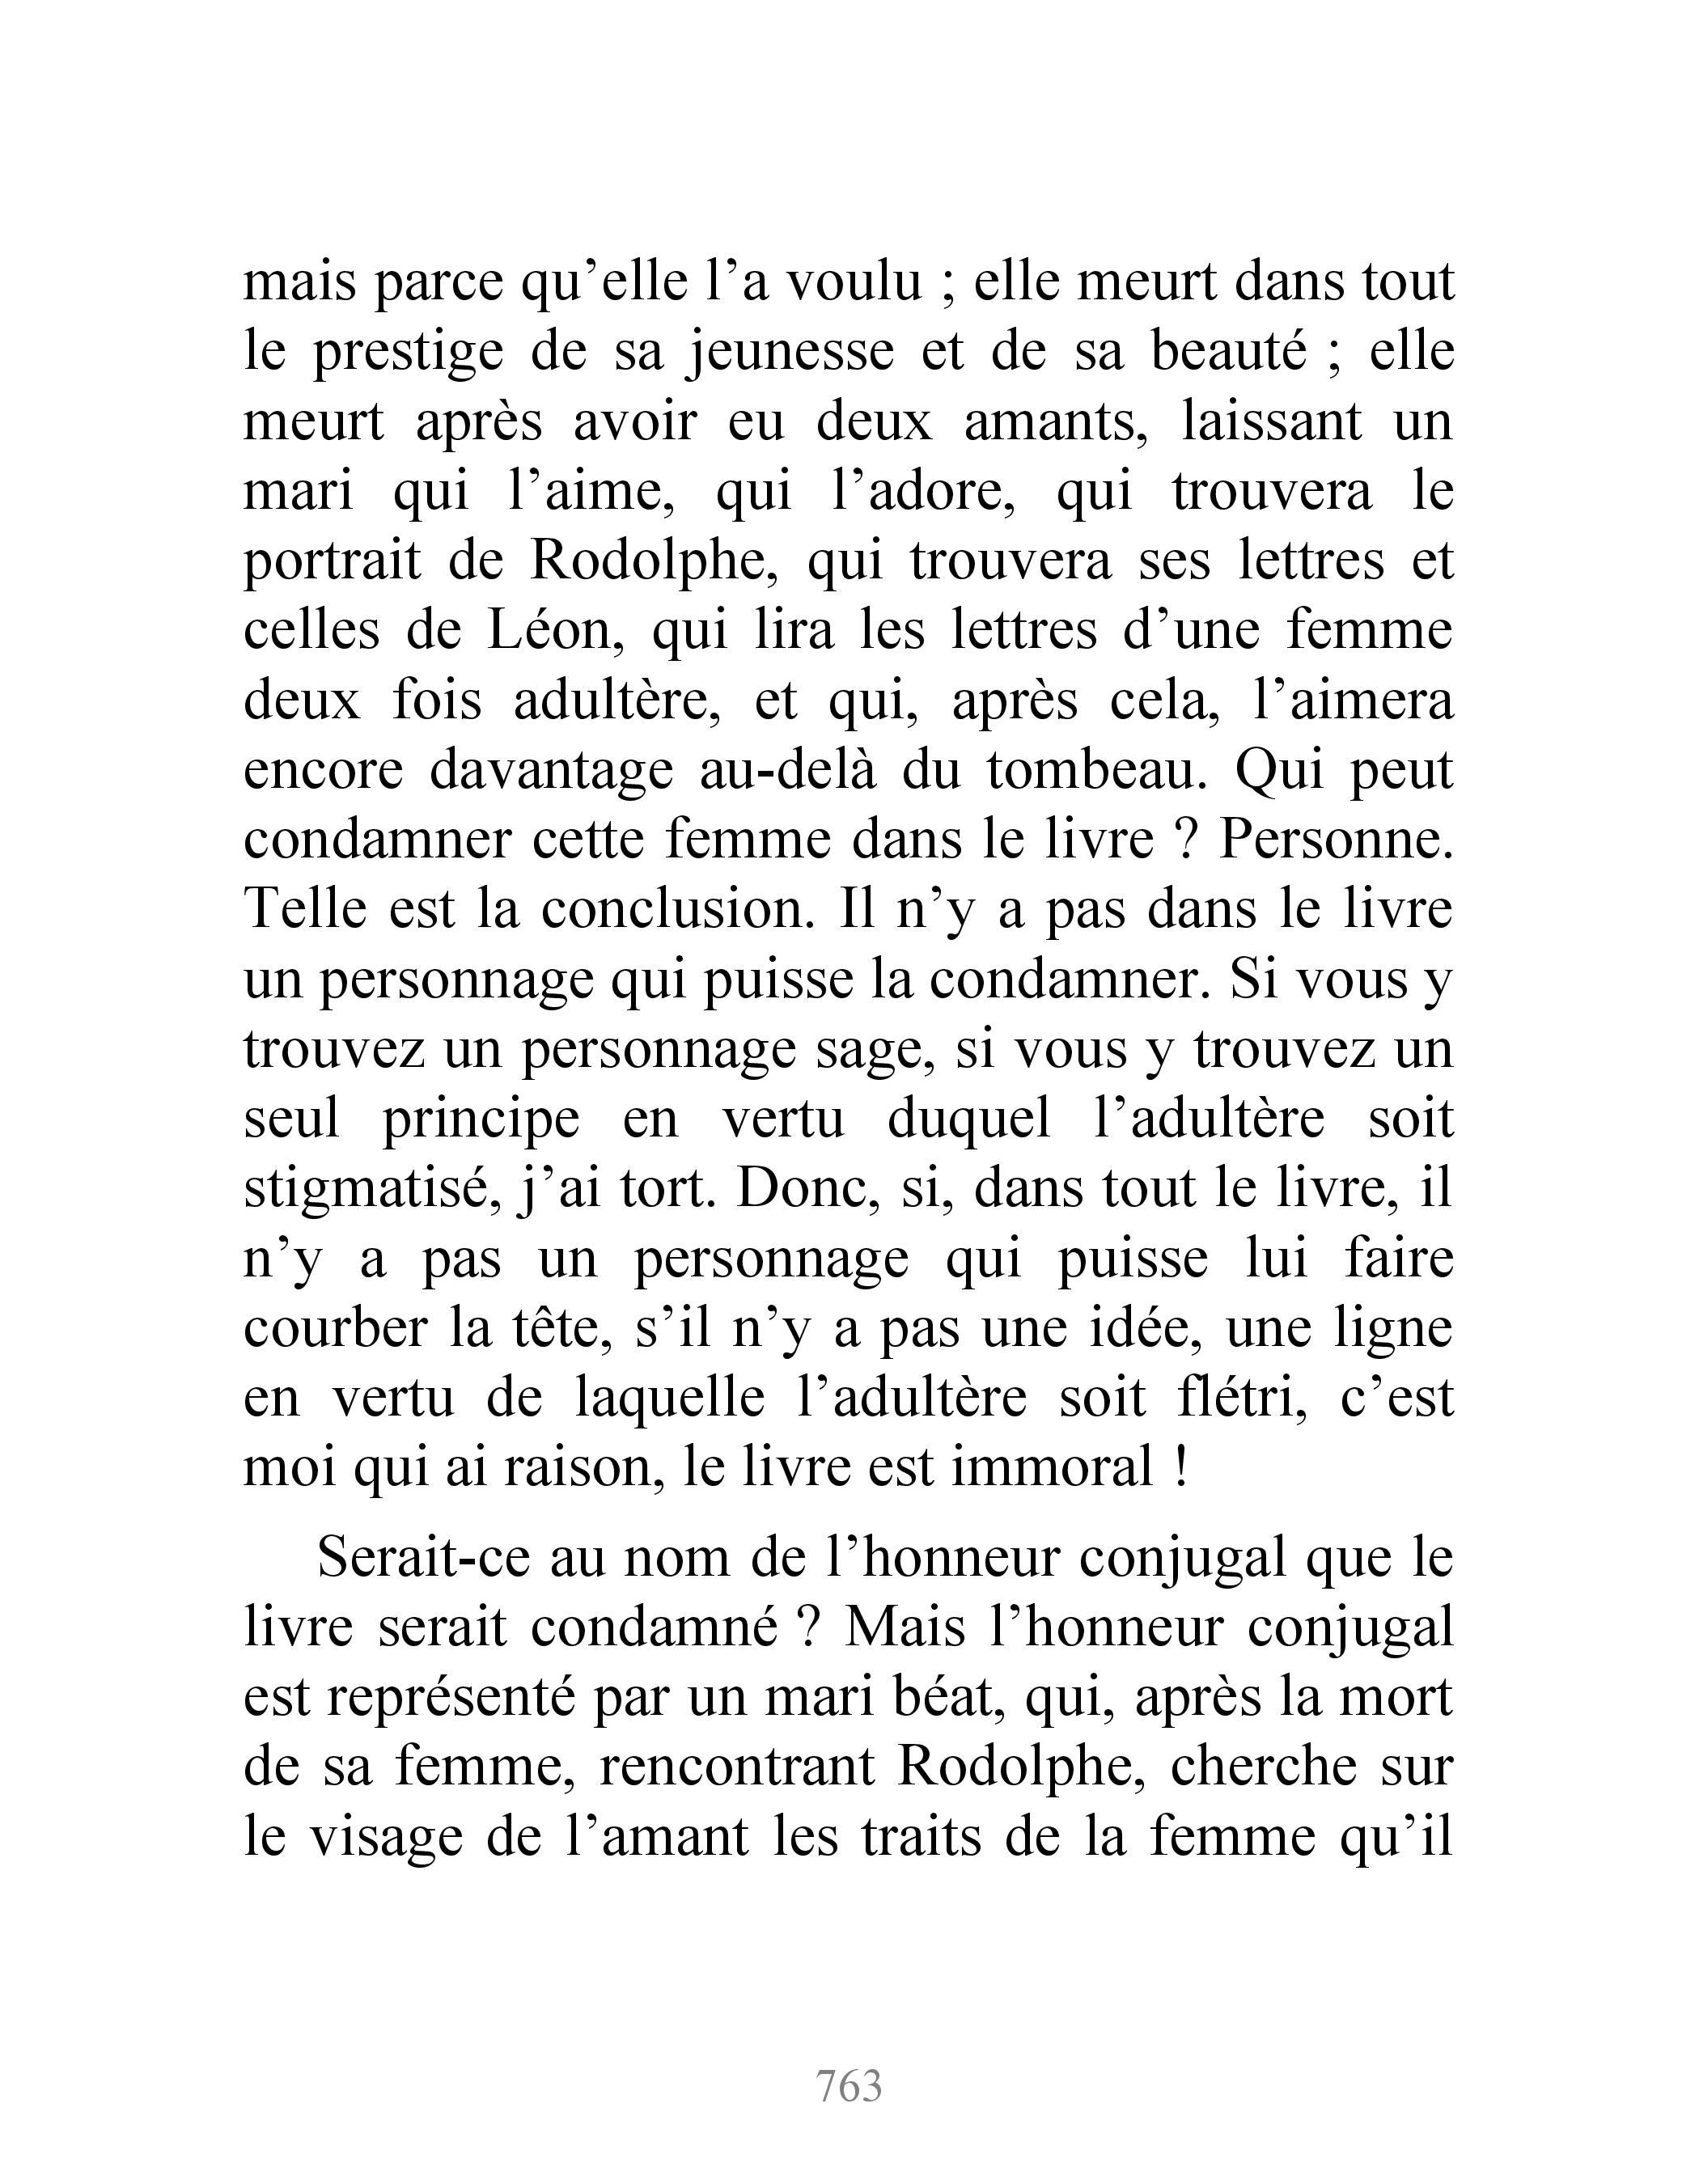 mais parce qu’elle l’a voulu ; elle meurt dans tout
le prestige de sa jeunesse et de sa beauté ; elle
meurt après avoir eu deux amants, laissant un
mari qui l’aime, qui l’adore, qui trouvera le
portrait de Rodolphe, qui trouvera ses lettres et
celles de Léon, qui lira les lettres d’une femme
deux fois adultère, et qui, après cela, l’aimera
encore davantage au-delà du tombeau. Qui peut
condamner cette femme dans le livre ? Personne.
Telle est la conclusion. Il n’y a pas dans le livre
un personnage qui puisse la condamner. Si vous y
trouvez un personnage sage, si vous y trouvez un
seul principe en vertu duquel l’adultère soit
stigmatisé, j’ai tort. Donc, si, dans tout le livre, il
n’y a pas un personnage qui puisse lui faire
courber la tête, s’il n’y a pas une idée, une ligne
en vertu de laquelle l’adultère soit flétri, c’est
moi qui ai raison, le livre est immoral !
Serait-ce au nom de l’honneur conjugal que le
livre serait condamné ? Mais l’honneur conjugal
est représenté par un mari béat, qui, après la mort
de sa femme, rencontrant Rodolphe, cherche sur
le visage de l’amant les traits de la femme qu’il
763